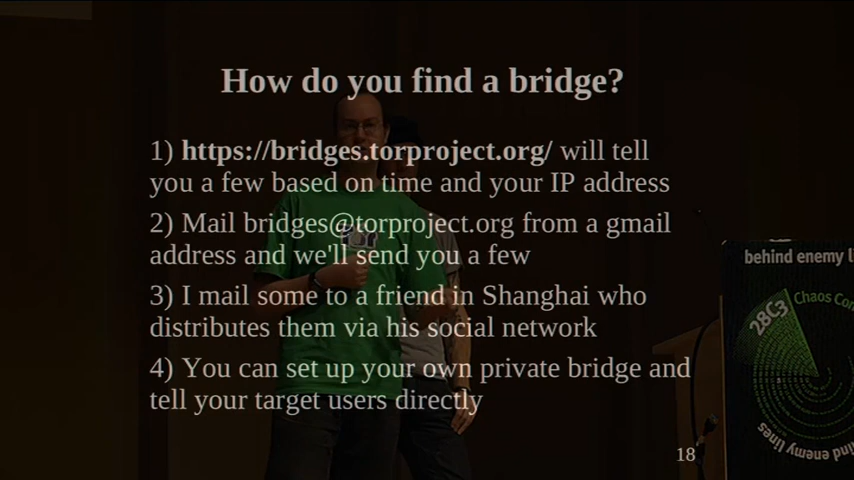 How do you find a bridge?
1) https://bridges.torproject.org/ will tell
you a few based on time and your IP address
2) Mail bridges@torproject.org from a gmail
address and we'll send you a few
3) I mail some to a friend in Shanghai who
distributes them via his social network
4) You can set up your own private bridge and
tell your target users directly
18
behind enemy l
28C3
Chaos Con
ind enemy lines